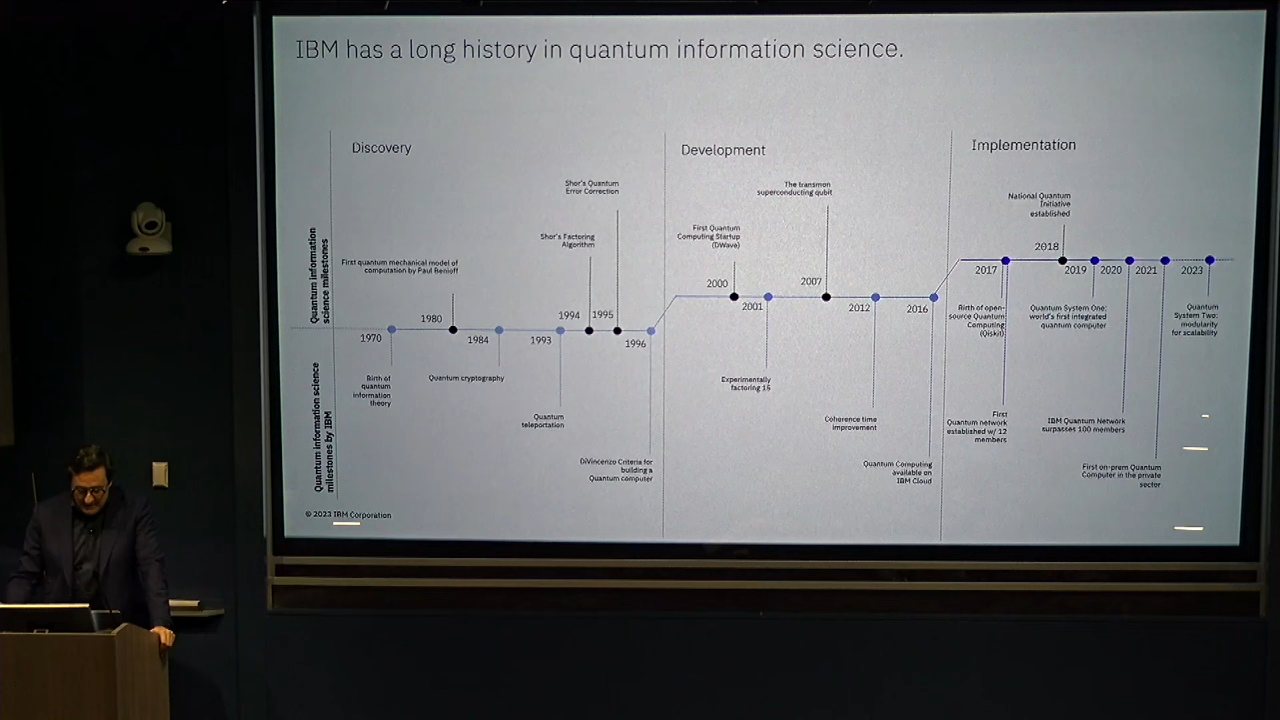 IBM has a long history in quantum information science.
Discovery
Development
Implementation
Quantum information
science milestones
Quantum information science
milestones by IBM
1970
Birth of
quantum
information
theory
1980
First quantum mechanical model of
computation by Paul Benioff
1984
Quantum cryptography
1993
Quantum
teleportation
1994
Shor's Factoring
Algorithm
1995
Shor's Quantum
Error Correction
1996
DiVincenzo Criteria for
building a
Quantum computer
2000
First Quantum
Computing Startup
(DWave)
2001
Experimentally
factoring 15
2007
The transmon
superconducting qubit
2012
Coherence time
improvement
2016
Quantum Computing
available on
IBM Cloud
2017
Birth of open-
source Quantum
Computing
(Qiskit)
First
Quantum network
established w/ 12
members
2018
National Quantum
Initiative
established
2019
Quantum System One:
world's first integrated
quantum computer
2020
IBM Quantum Network
surpasses 100 members
2021
First on-prem Quantum
Computer in the private
sector
2023
Quantum
System Two:
modularity
for scalability
© 2023 IBM Corporation